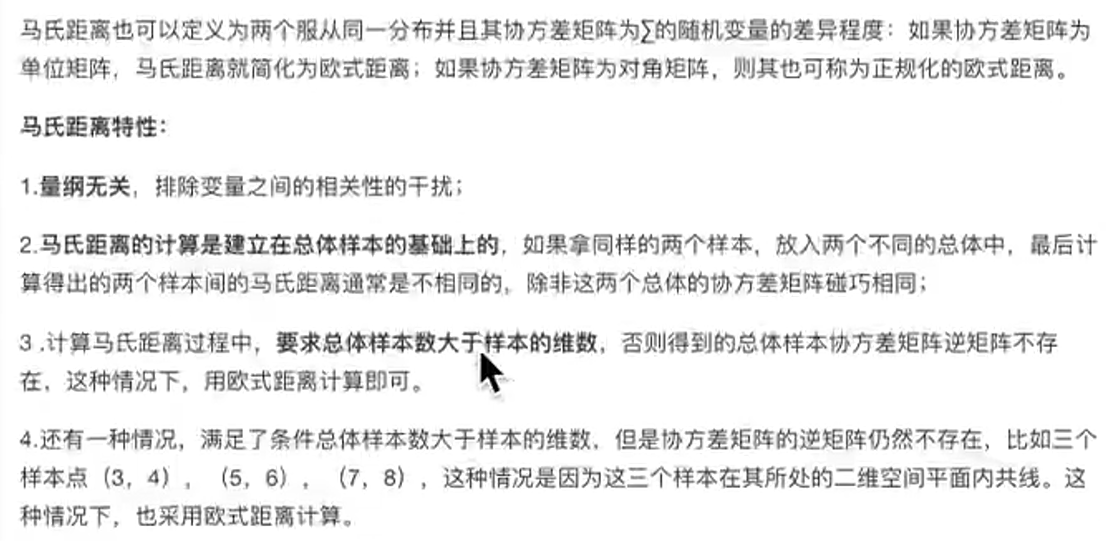 马氏距离也可以定义为两个服从同一分布并且其协方差矩阵为∑的随机变量的差异程度：如果协方差矩阵为
单位矩阵，马氏距离就简化为欧式距离；如果协方差矩阵为对角矩阵，则其也可称为正规化的欧式距离。
马氏距离特性：
1.量纲无关，排除变量之间的相关性的干扰；
2.马氏距离的计算是建立在总体样本的基础上的，如果拿同样的两个样本，放入两个不同的总体中，最后计
算得出的两个样本间的马氏距离通常是不相同的，除非这两个总体的协方差矩阵碰巧相同；
3 .计算马氏距离过程中，要求总体样本数大于样本的维数，否则得到的总体样本协方差矩阵逆矩阵不存
在，这种情况下，用欧式距离计算即可。
4.还有一种情况，满足了条件总体样本数大于样本的维数，但是协方差矩阵的逆矩阵仍然不存在，比如三个
样本点（3，4），（5，6），（7，8），这种情况是因为这三个样本在其所处的二维空间平面内共线。这
种情况下，也采用欧式距离计算。